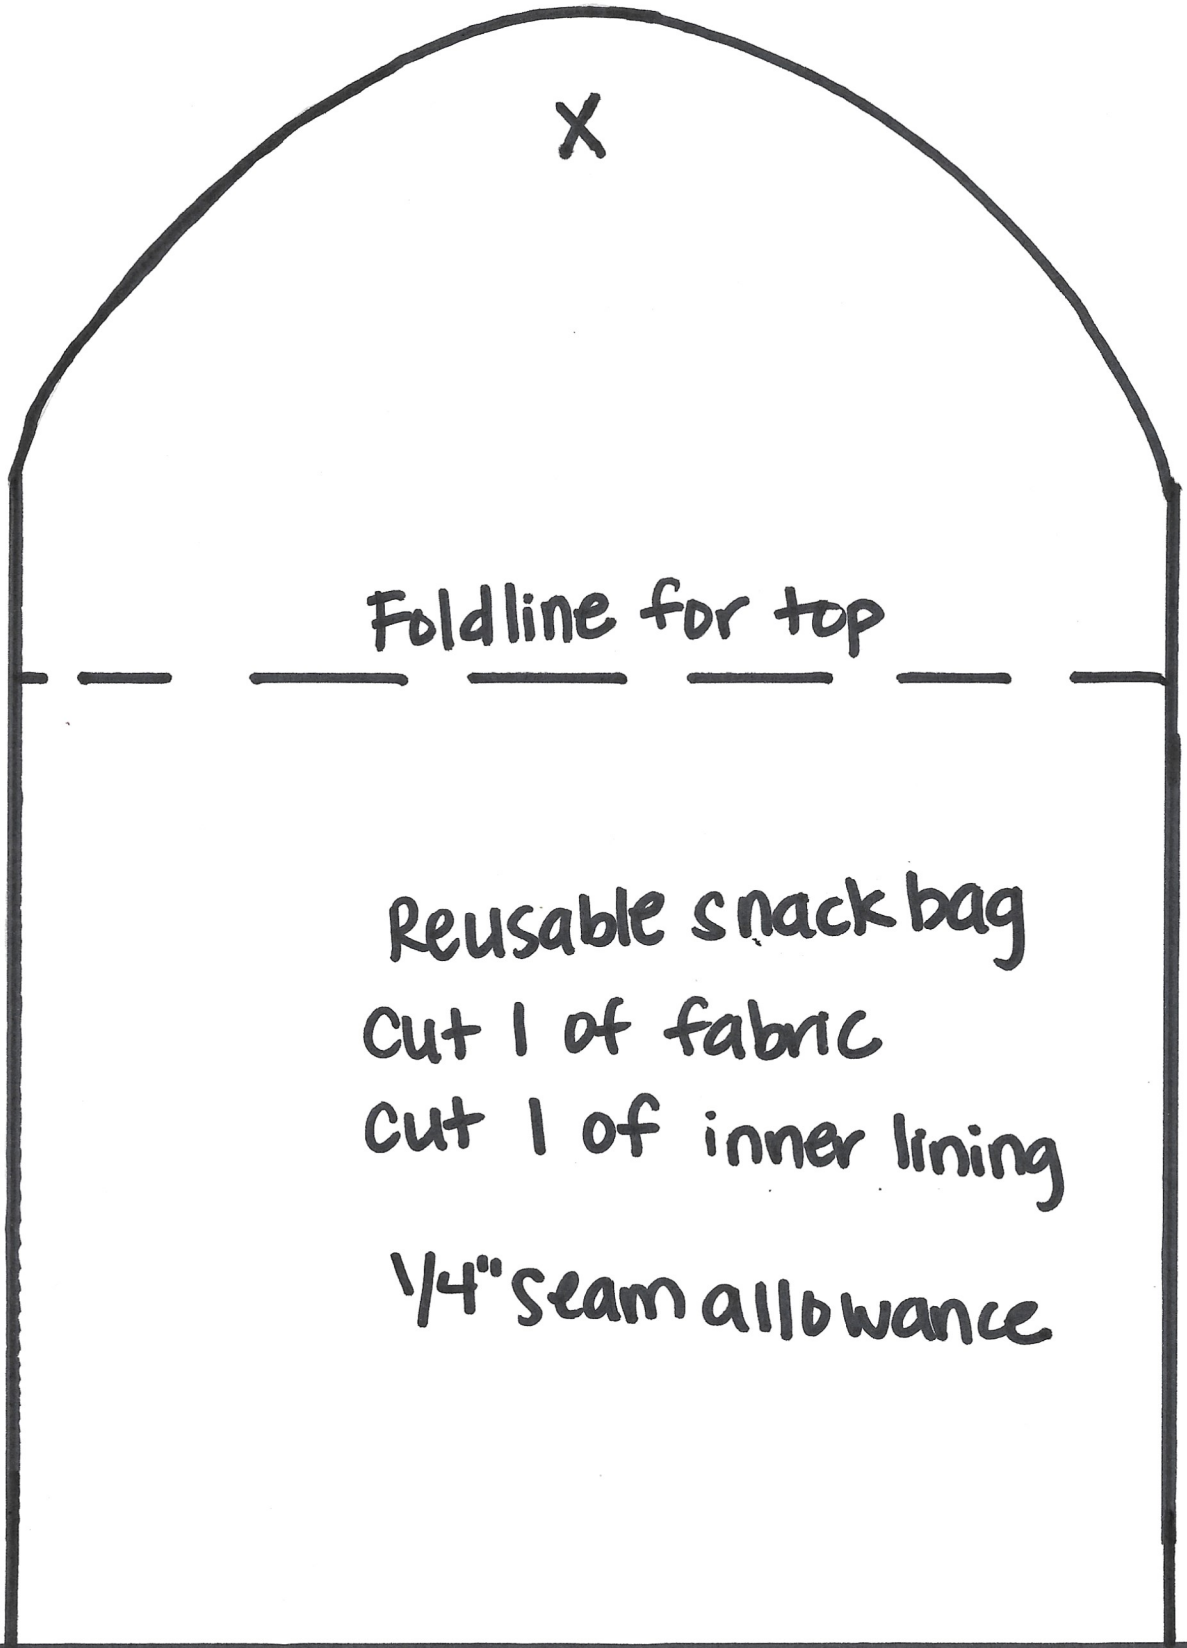 X
Foldline for top
Reusable snack bag
cut 1 of fabric
cut 1 of inner lining
1/4" seam allowance